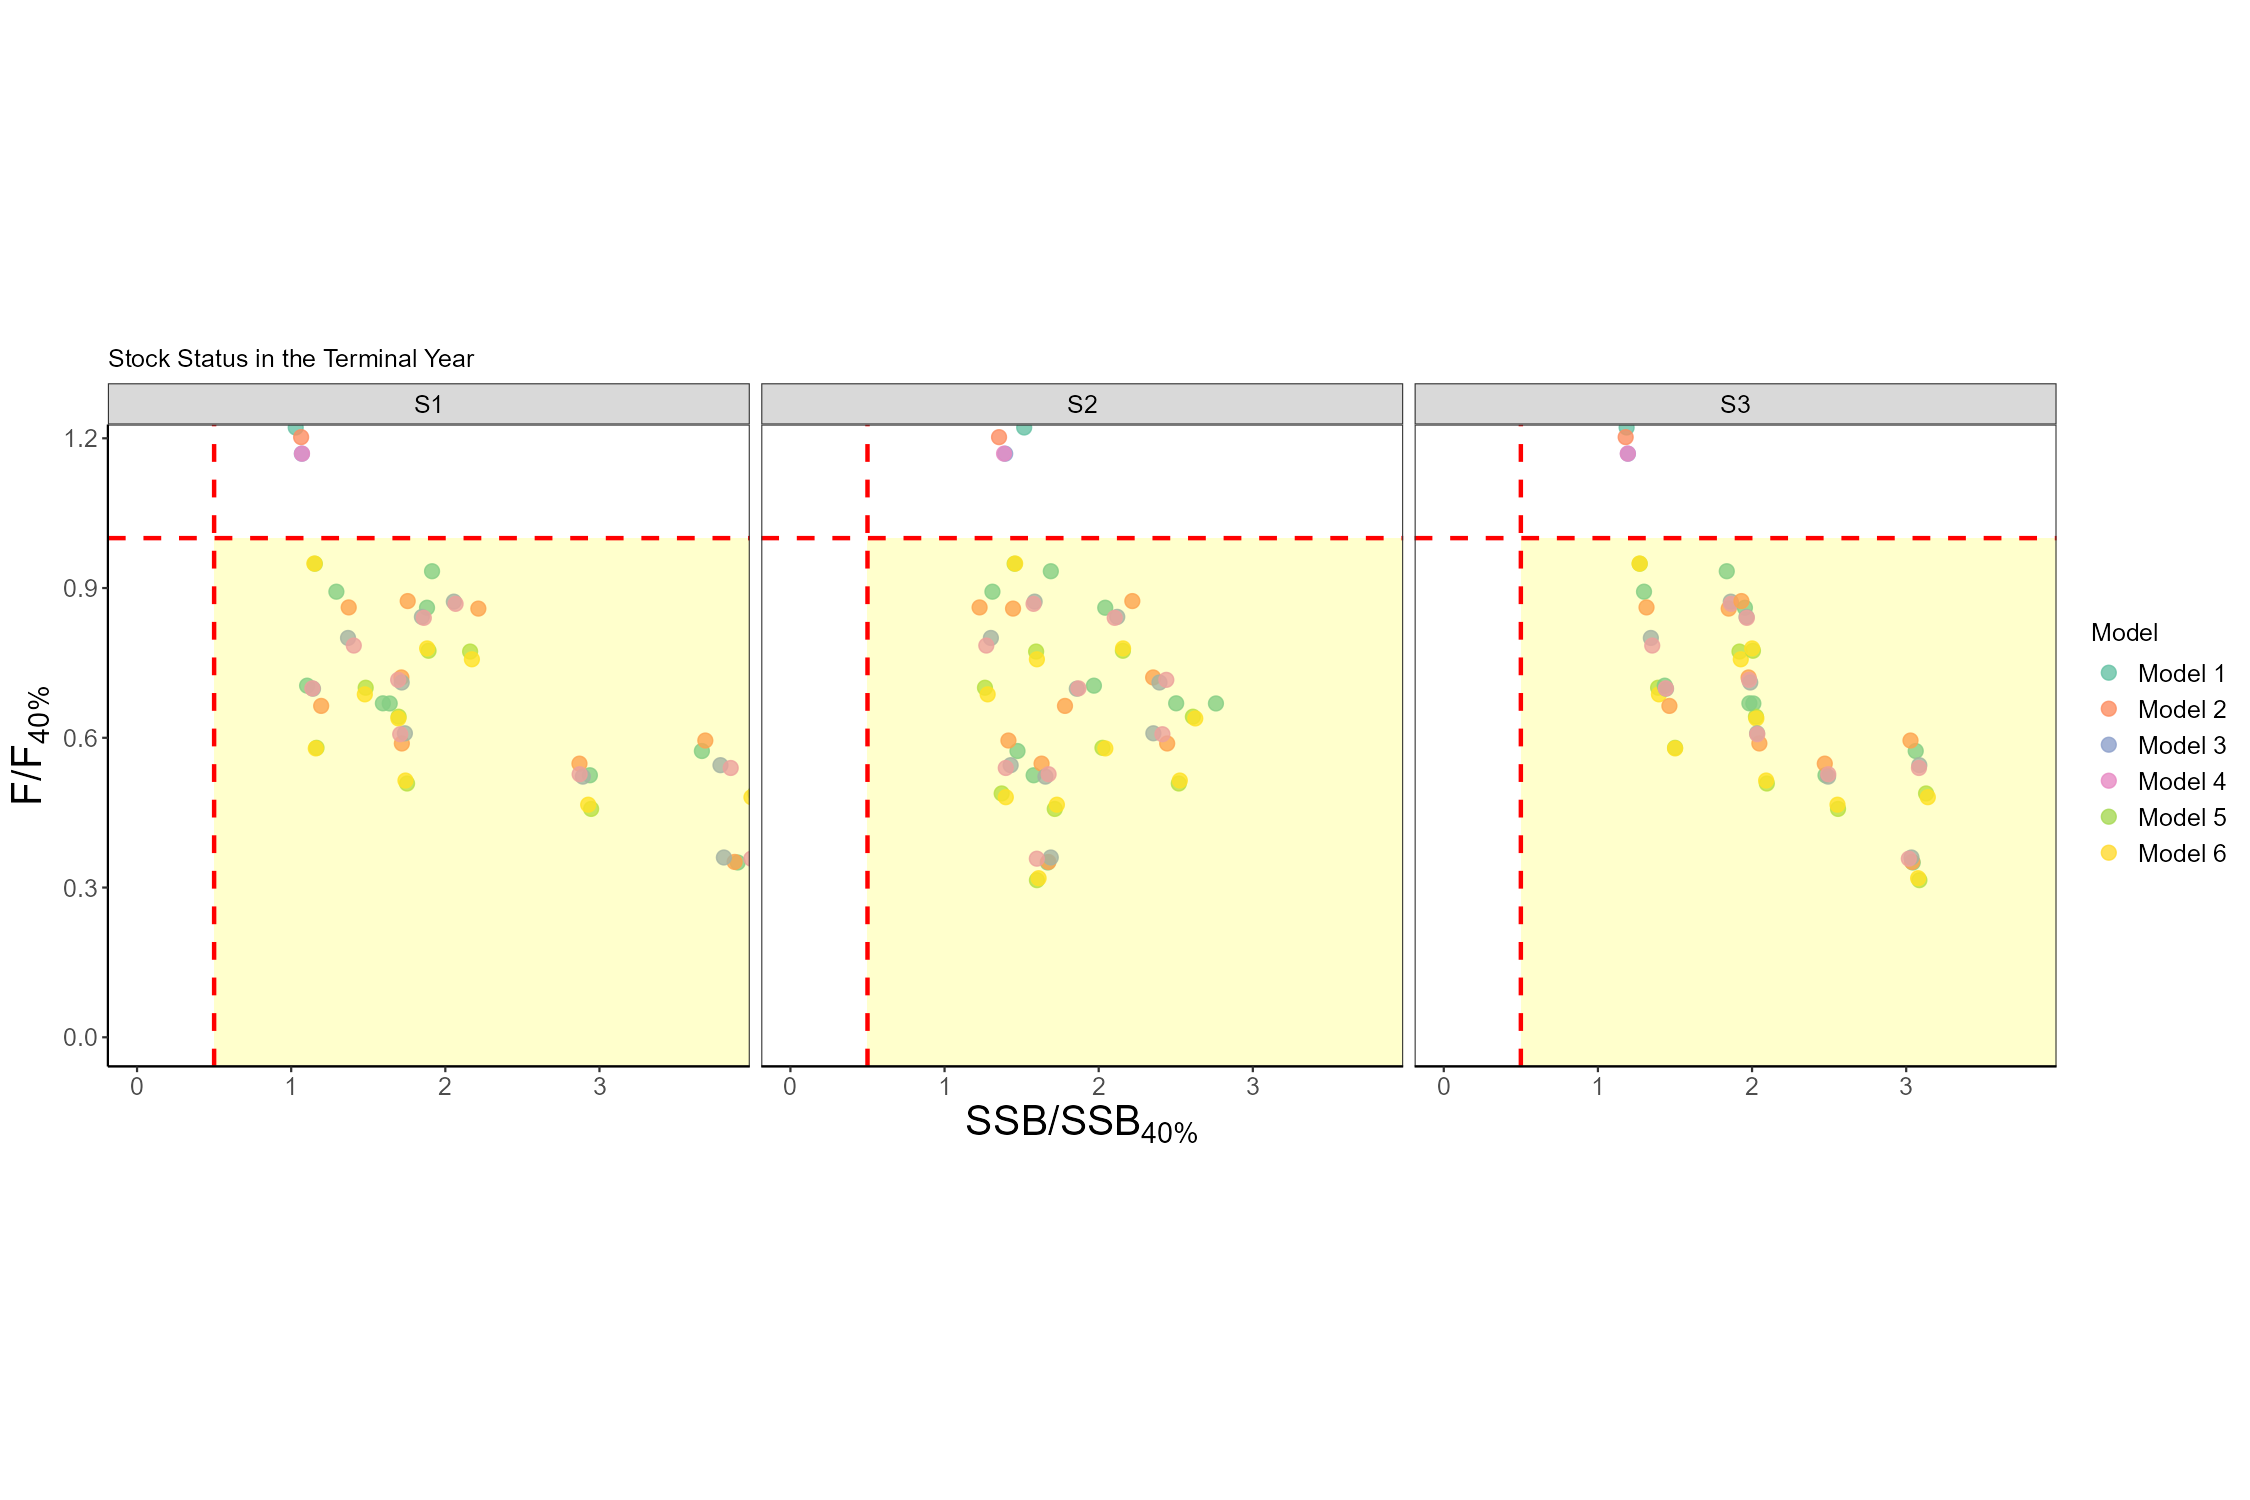 Stock Status in the Terminal Year
S1
S2
S3
1.2
0.9
0.6
0.3
0.0
F/F40%
0
1
2
3
0
1
2
3
0
1
2
3
SSB/SSB40%
Model
Model 1
Model 2
Model 3
Model 4
Model 5
Model 6